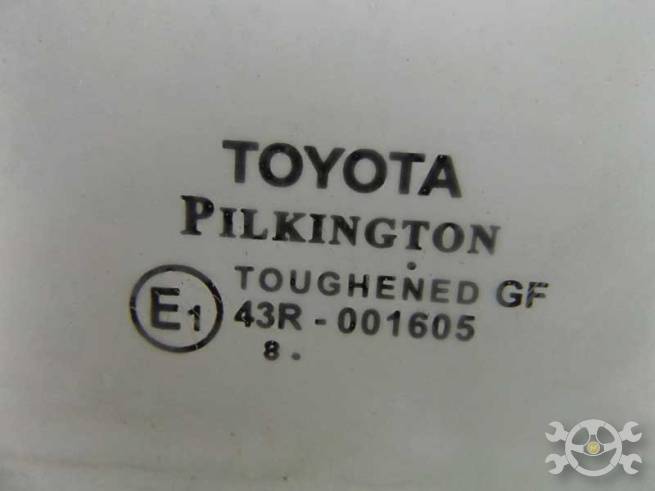 TOYOTA
PILKINGTON
TOUGHENED GF
E1 43R - 001605
8 .